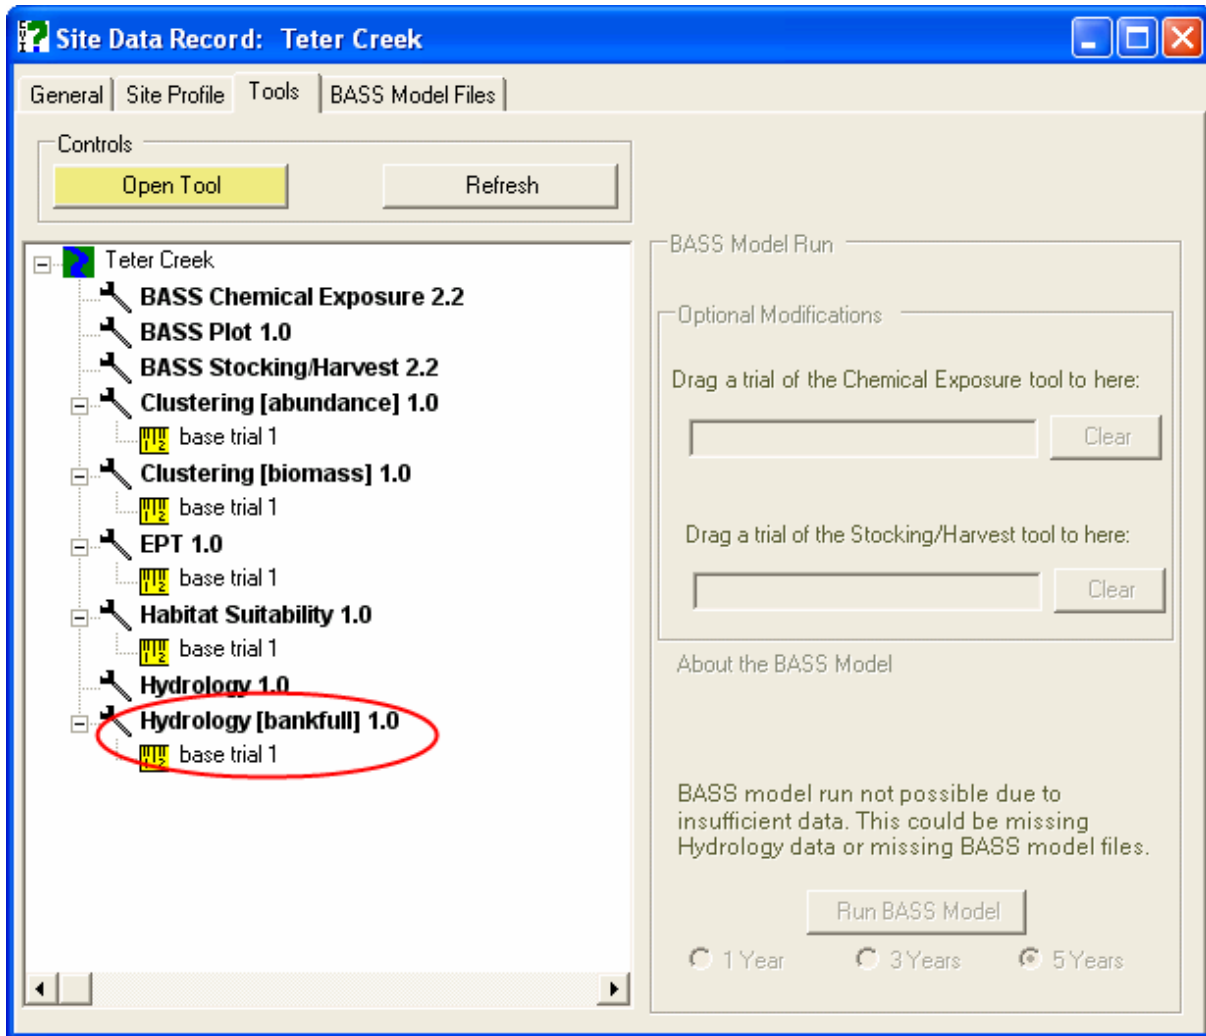 Site Data Record: Teter Creek
General
Site Profile
Tools
BASS Model Files
Controls
Open Tool
Refresh
Teter Creek
BASS Chemical Exposure 2.2
BASS Plot 1.0
BASS Stocking/Harvest 2.2
Clustering [abundance] 1.0
base trial 1
Clustering [biomass] 1.0
base trial 1
EPT 1.0
base trial 1
Habitat Suitability 1.0
base trial 1
Hydrology 1.0
Hydrology [bankfull] 1.0
base trial 1
BASS Model Run
Optional Modifications
Drag a trial of the Chemical Exposure tool to here:
Clear
Drag a trial of the Stocking/Harvest tool to here:
Clear
About the BASS Model
BASS model run not possible due to
insufficient data. This could be missing
Hydrology data or missing BASS model files.
Run BASS Model
1 Year
3 Years
5 Years